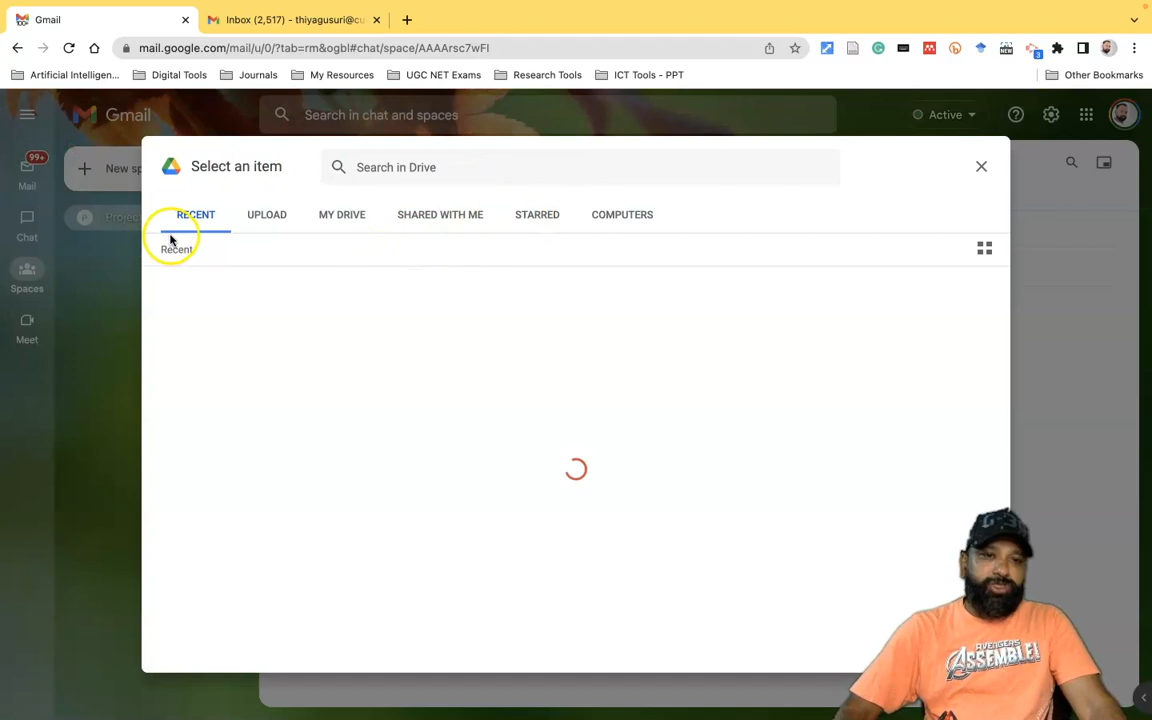 Gmail
Inbox (2,517) - thiyagusuri@cu
mail.google.com/mail/u/0/?tab=rm&ogbl#chat/space/AAAArsc7wFI
3
Artificial Intelligen...
Digital Tools
Journals
My Resources
UGC NET Exams
Research Tools
ICT Tools - PPT
Other Bookmarks
Gmail
Search in chat and spaces
Active
99+
Mail
Chat
Spaces
Meet
New sp
P
Project
Select an item
Search in Drive
RECENT
UPLOAD
MY DRIVE
SHARED WITH ME
STARRED
COMPUTERS
Recent
AVENGERS
ASSEMBLE!